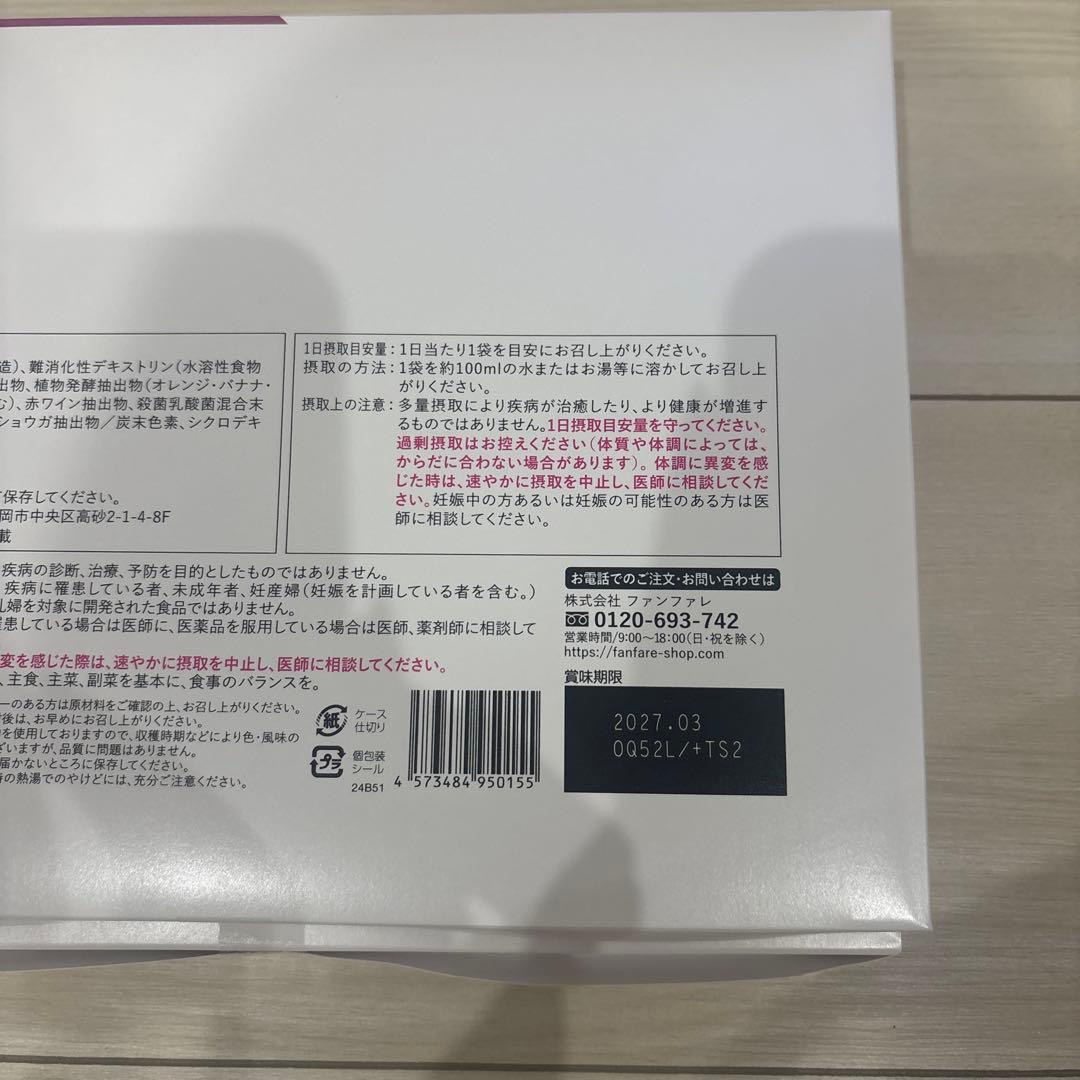 造)、難消化性デキストリン(水溶性食物
出物、植物発酵抽出物(オレンジ・バナナ・
む)、赤ワイン抽出物、殺菌乳酸菌混合末
ショウガ抽出物／炭末色素、シクロデキ
て保存してください。
岡市中央区高砂2-1-4-8F
載
1日摂取目安量：1日当たり1袋を目安にお召し上がりください。
摂取の方法：1袋を約100mlの水またはお湯等に溶かしてお召し上
がりください。
摂取上の注意：多量摂取により疾病が治癒したり、より健康が増進す
るものではありません。1日摂取目安量を守ってください。
過剰摂取はお控えください(体質や体調によっては、
からだに合わない場合があります)。体調に異変を感
じた時は、速やかに摂取を中止し、医師に相談してくだ
さい。妊娠中の方あるいは妊娠の可能性のある方は医
師に相談してください。
疾病の診断、治療、予防を目的としたものではありません。
疾病に罹患している者、未成年者、妊産婦(妊娠を計画している者を含む。)
乳婦を対象に開発された食品ではありません。
罹患している場合は医師に、医薬品を服用している場合は医師、薬剤師に相談して
変を感じた際は、速やかに摂取を中止し、医師に相談してください。
、主食、主菜、副菜を基本に、食事のバランスを。
ーのある方は原材料をご確認の上、お召し上がりください。
後は、お早めにお召し上がりください。
を使用しておりますので、収穫時期などにより色・風味の
ざいますが、品質に問題はありません。
届かないところに保存してください。
時の熱湯でのやけどには、充分ご注意ください。
紙
ケース
仕切り
プラ
個包装
シール
24B51
4 573484 950155
お電話でのご注文・お問い合わせは
株式会社 ファンファレ
0120-693-742
営業時間/9:00〜18:00(日・祝を除く)
https://fanfare-shop.com
賞味期限
2027.03
0Q52L/+TS2